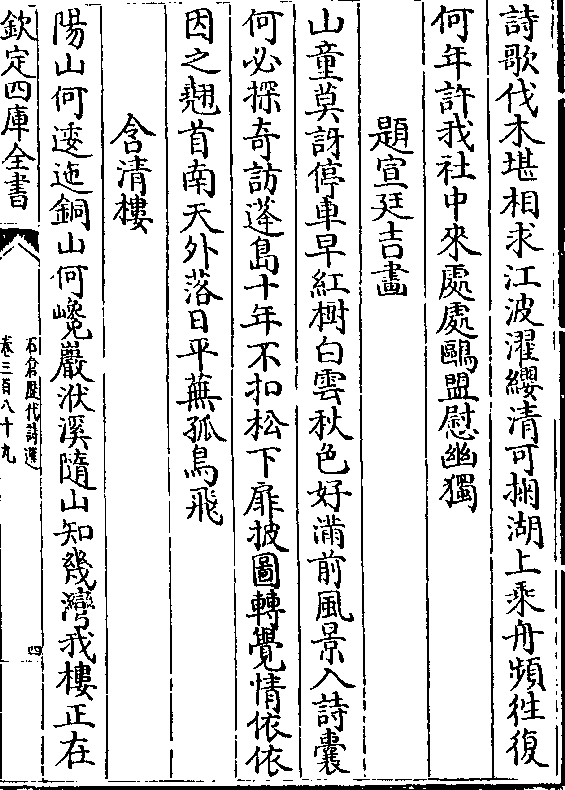 詩歌伐木堪相求江波濯纓清可掬湖上乘舟頻徃復
何年許我社中來處處鷗盟慰幽獨
題宣廷吉畫
山童莫訝停車早紅樹白雲秋色好滿前風景入詩囊
何必探竒訪蓬島十年不扣松下扉披圖轉覺情依依
因之翹首南天外落日平蕪孤鳥飛
含清樓
陽山何逶迤銅山何巉巖洑溪隨山知幾灣我樓正在
欽定四庫全書
石倉歷代詩選
卷三百八十九
四